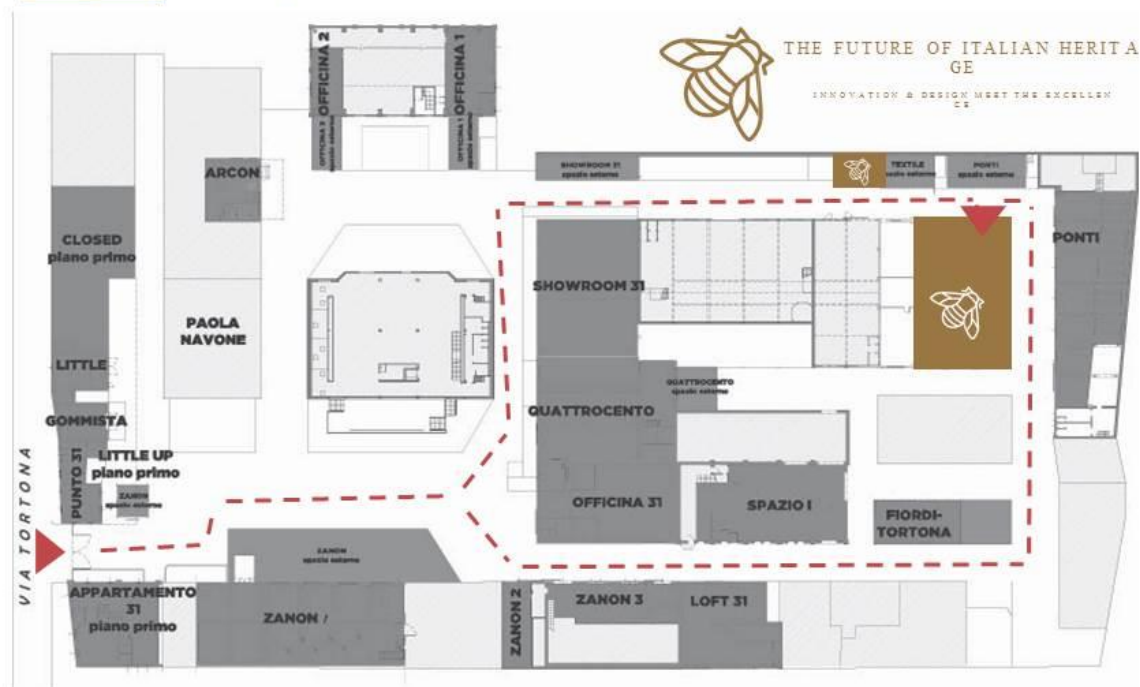 THE FUTURE OF ITALIAN HERITA
GE
INNOVATION & DESIGN MEET THE EXCELLEN
CE
OFFICINA 2
OFFICINA 1
OFFICINA 1
spazio esterno
SHOWROOM 31
spazio esterno
TEXTILE
PONTI
spazio esterno
ARCON
CLOSED
piano primo
PONTI
SHOWROOM 31
PAOLA
NAVONE
LITTLE
QUATTROCENTO
spazio esterno
QUATTROCENTO
GOMMISTA
LITTLE UP
piano primo
PUNTO 31
ZANON
spazio esterno
OFFICINA 31
SPAZIO I
FIORDI-
TORTONA
VIA TORTONA
ZANON
spazio esterno
APPARTAMENTO
31
piano primo
ZANON
ZANON 2
ZANON 3
LOFT 31